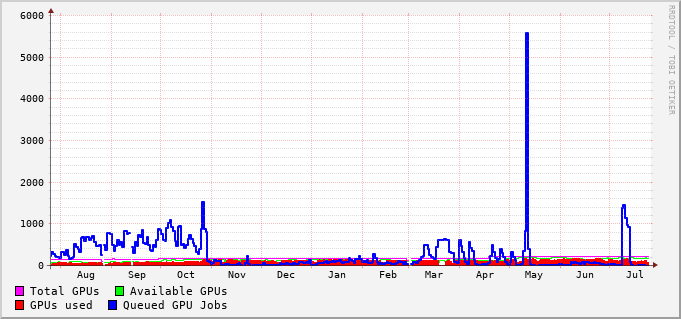 6000
5000
4000
3000
2000
1000
0
Aug Sep Oct Nov Dec Jan Feb Mar Apr May Jun Jul
Total GPUs Available GPUs
GPUs used Queued GPU Jobs
RRDTOOL / TOBI OETIKER